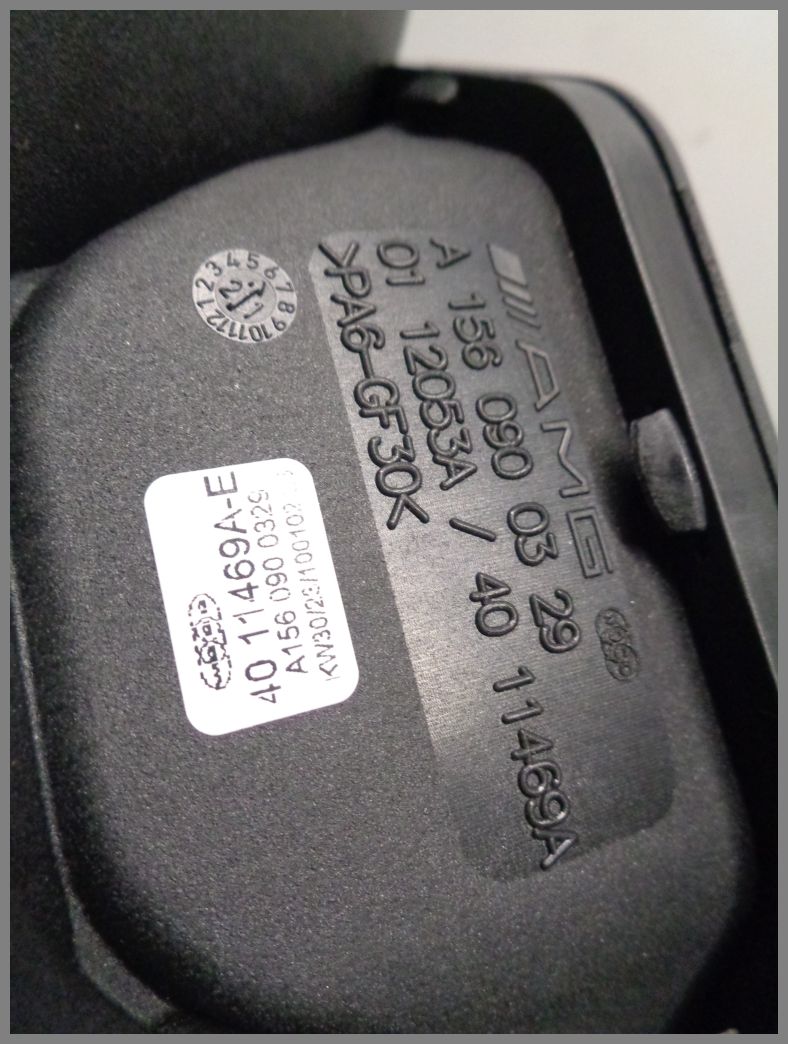 AMG
A 156 090 03 29
01 12053A / 40 11469A
>PA6-GF30<
1 2 3 4 5 6 7 8 9 10 11 12
40 11469A-E
A156 090 0329